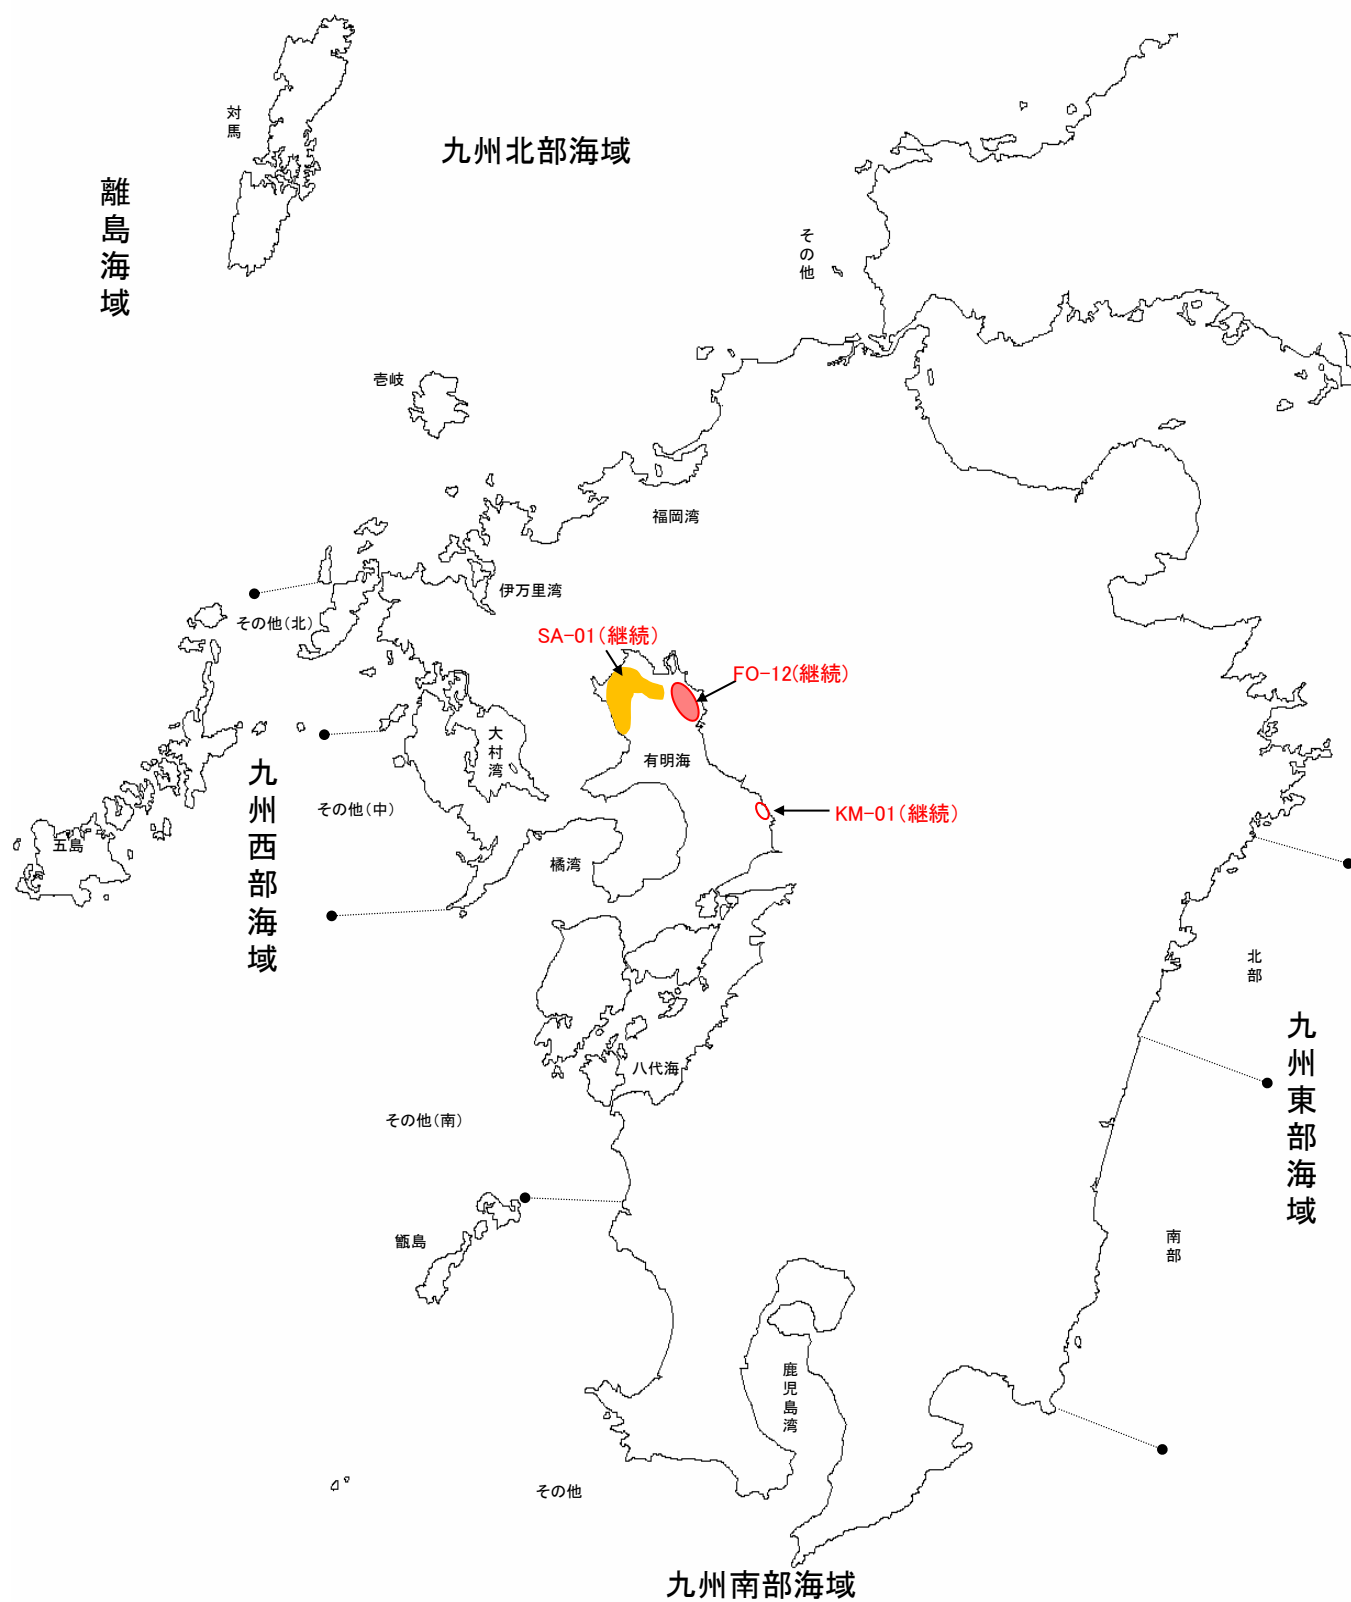 対馬
九州北部海域
離島海域
その他
壱岐
福岡湾
伊万里湾
その他(北)
SA-01(継続)
FO-12(継続)
大村湾
有明海
九州西部海域
その他(中)
KM-01(継続)
五島
橘湾
北部
九州東部海域
八代海
その他(南)
甑島
南部
鹿児島湾
その他
九州南部海域